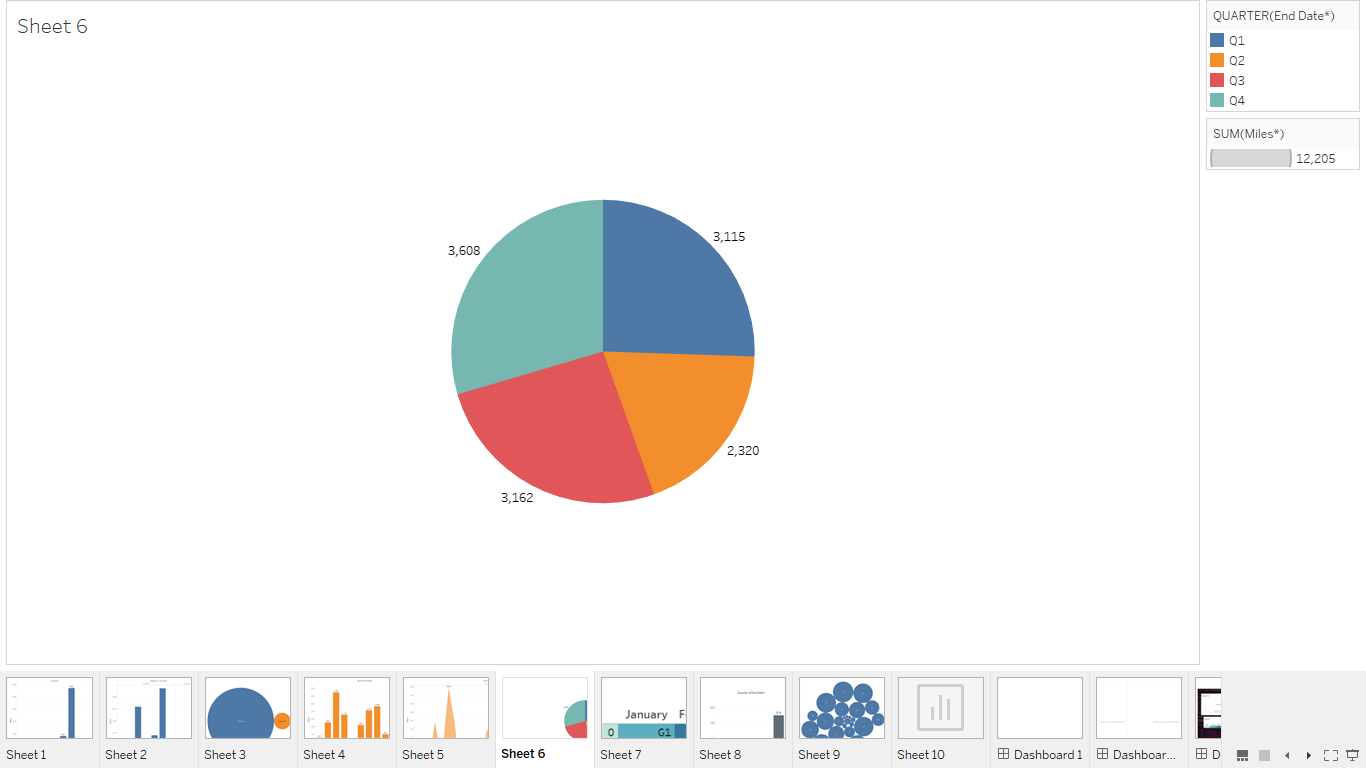 Sheet 6
QUARTER(End Date*)
Q1
Q2
Q3
Q4
SUM(Miles*)
12,205
3,115
3,608
2,320
3,162
January F
0 G1
Sheet 1
Sheet 2
Sheet 3
Sheet 4
Sheet 5
Sheet 6
Sheet 7
Sheet 8
Sheet 9
Sheet 10
Dashboard 1
Dashboar...
D